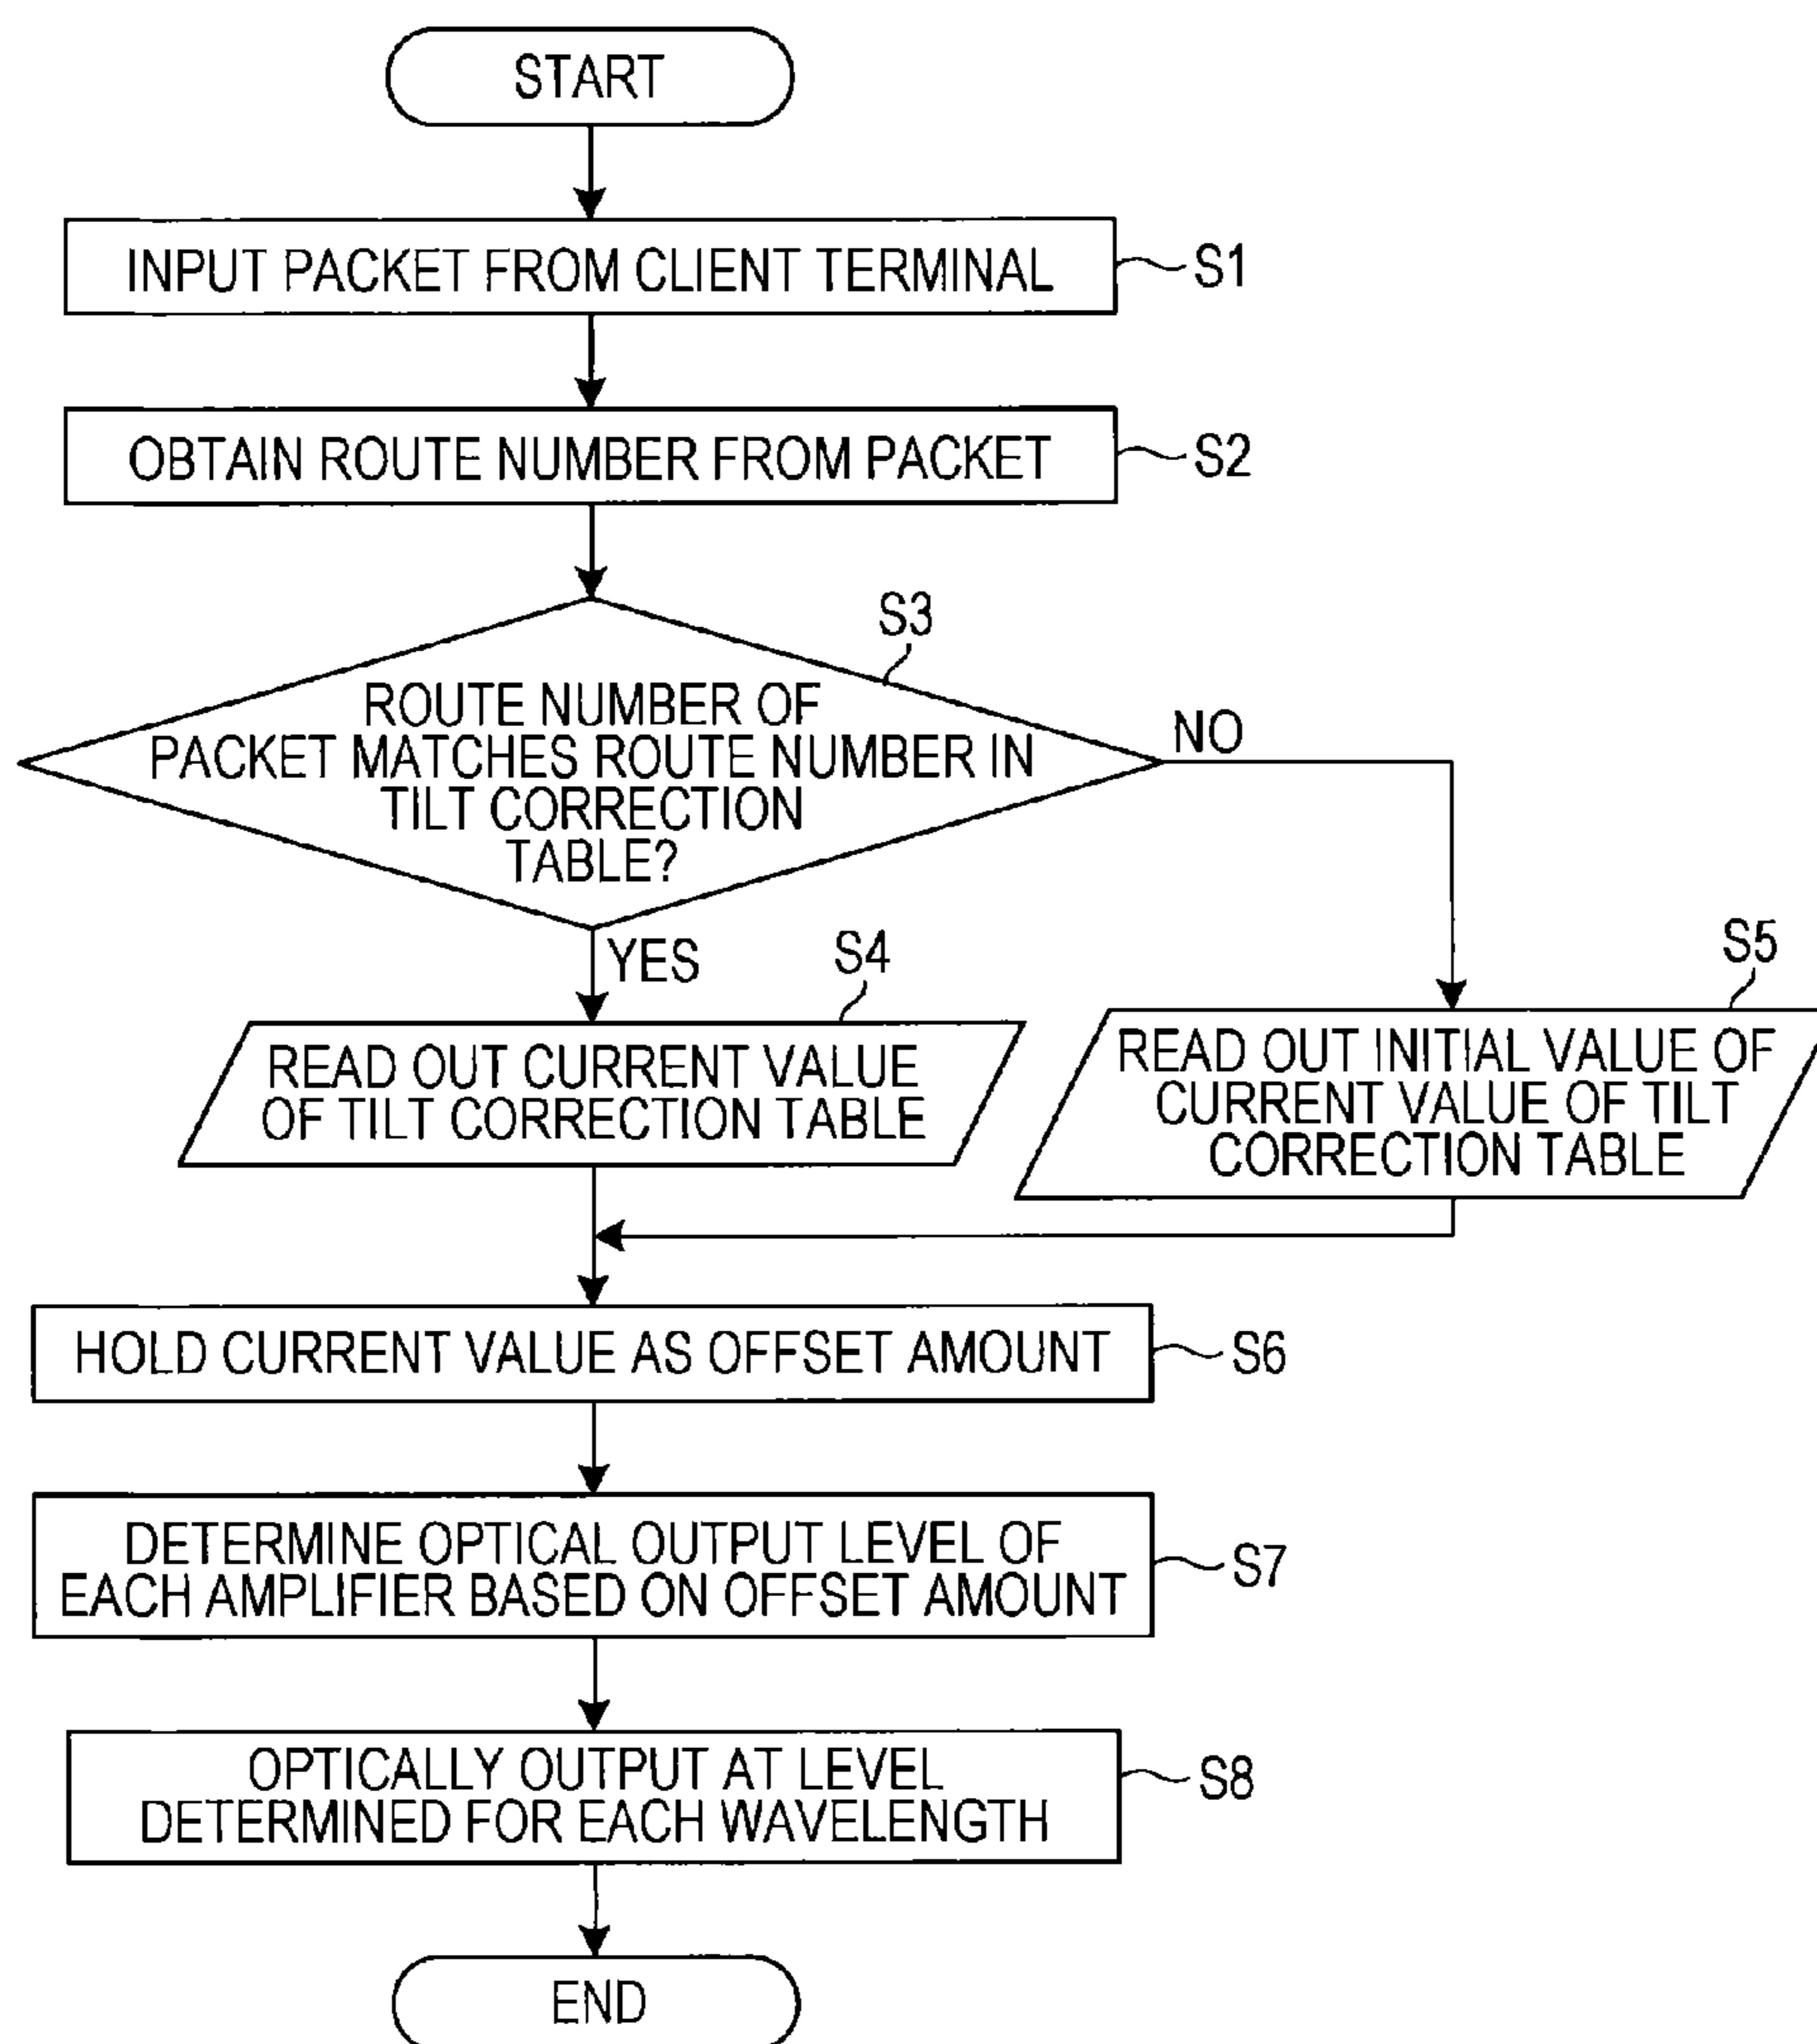 START
INPUT PACKET FROM CLIENT TERMINAL
S1
OBTAIN ROUTE NUMBER FROM PACKET
S2
S3
ROUTE NUMBER OF
PACKET MATCHES ROUTE NUMBER IN
TILT CORRECTION
TABLE?
NO
YES
S4
READ OUT CURRENT VALUE
OF TILT CORRECTION TABLE
S5
READ OUT INITIAL VALUE OF
CURRENT VALUE OF TILT
CORRECTION TABLE
HOLD CURRENT VALUE AS OFFSET AMOUNT
S6
DETERMINE OPTICAL OUTPUT LEVEL OF
EACH AMPLIFIER BASED ON OFFSET AMOUNT
S7
OPTICALLY OUTPUT AT LEVEL
DETERMINED FOR EACH WAVELENGTH
S8
END